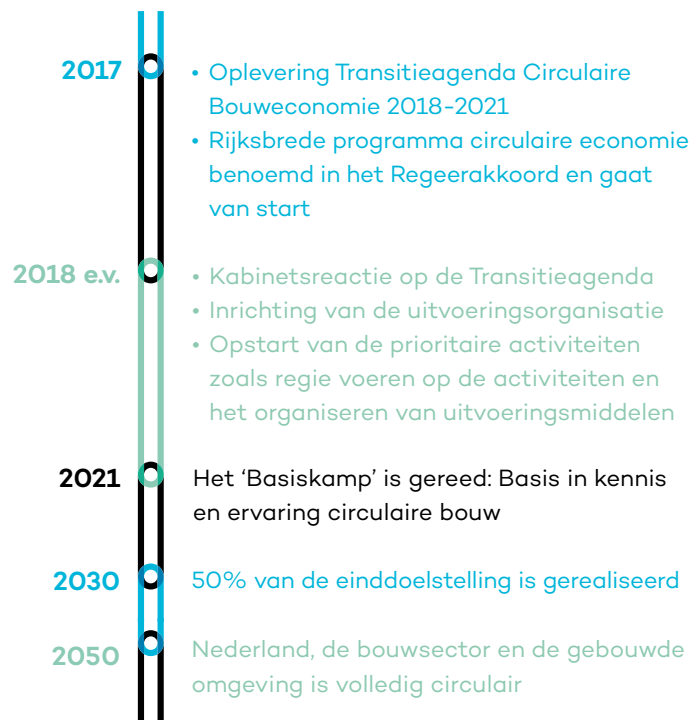 2017
• Oplevering Transitieagenda Circulaire
Bouweconomie 2018-2021
• Rijksbrede programma circulaire economie
benoemd in het Regeerakkoord en gaat
van start
2018 e.v.
• Kabinetsreactie op de Transitieagenda
• Inrichting van de uitvoeringsorganisatie
• Opstart van de prioritaire activiteiten
zoals regie voeren op de activiteiten en
het organiseren van uitvoeringsmiddelen
2021
Het ‘Basiskamp’ is gereed: Basis in kennis
en ervaring circulaire bouw
2030
50% van de einddoelstelling is gerealiseerd
2050
Nederland, de bouwsector en de gebouwde
omgeving is volledig circulair